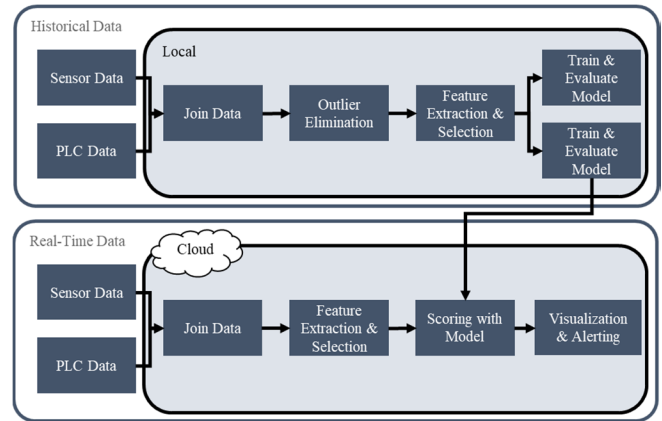 Historical Data
Local
Sensor Data
PLC Data
Join Data
Outlier
Elimination
Feature
Extraction &
Selection
Train &
Evaluate
Model
Train &
Evaluate
Model
Real-Time Data
Cloud
Sensor Data
PLC Data
Join Data
Feature
Extraction &
Selection
Scoring with
Model
Visualization
& Alerting